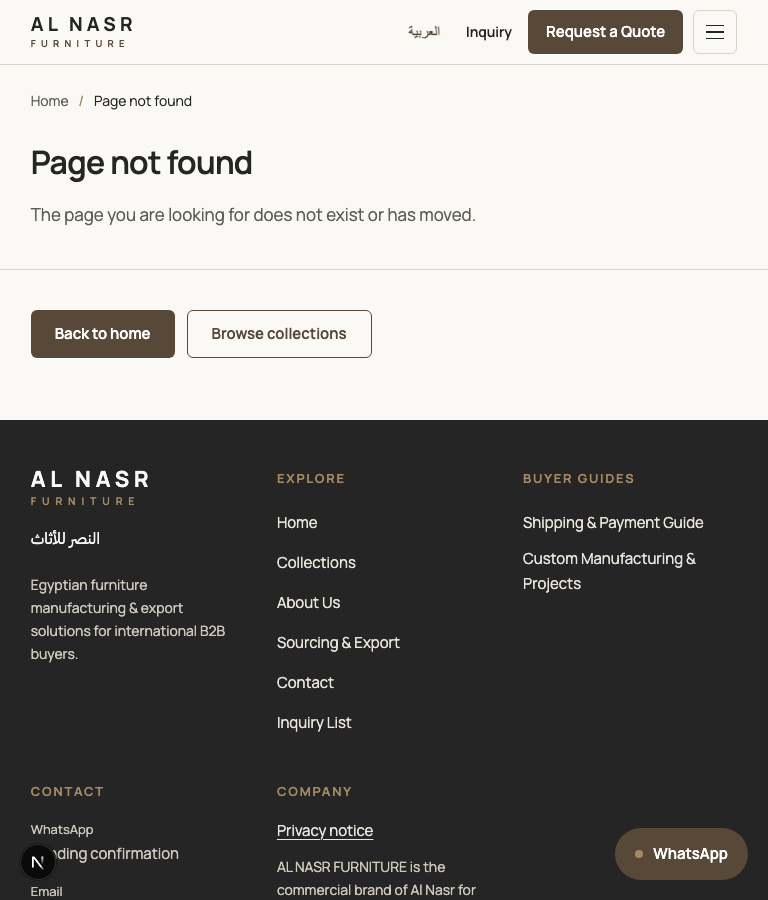 AL NASR
FURNITURE
العربية
Inquiry
Request a Quote
Home / Page not found
Page not found
The page you are looking for does not exist or has moved.
Back to home
Browse collections
AL NASR
FURNITURE
النصر للأثاث
Egyptian furniture
manufacturing & export
solutions for international B2B
buyers.
EXPLORE
Home
Collections
About Us
Sourcing & Export
Contact
Inquiry List
BUYER GUIDES
Shipping & Payment Guide
Custom Manufacturing &
Projects
CONTACT
WhatsApp
confirmation
Email
N
COMPANY
Privacy notice
AL NASR FURNITURE is the
commercial brand of Al Nasr for
WhatsApp